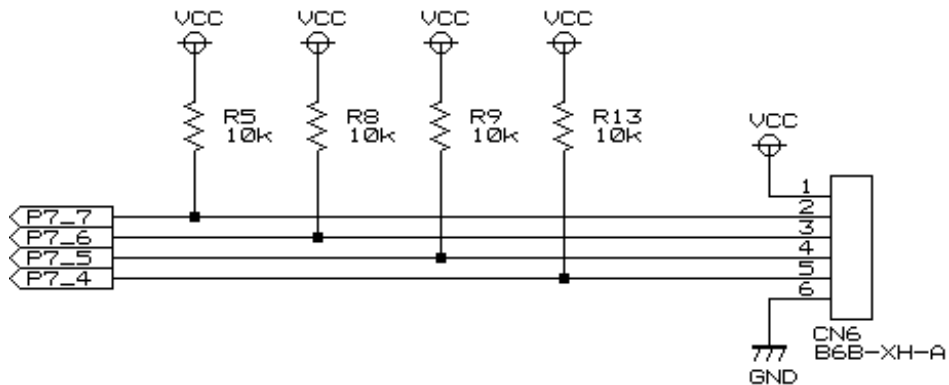 VCC VCC VCC VCC
R5 R8 R9 R13
10k 10k 10k 10k
VCC
1
P7_7 2
P7_6 3
P7_5 4
P7_4 5
6
CN6
B6B-XH-A
GND